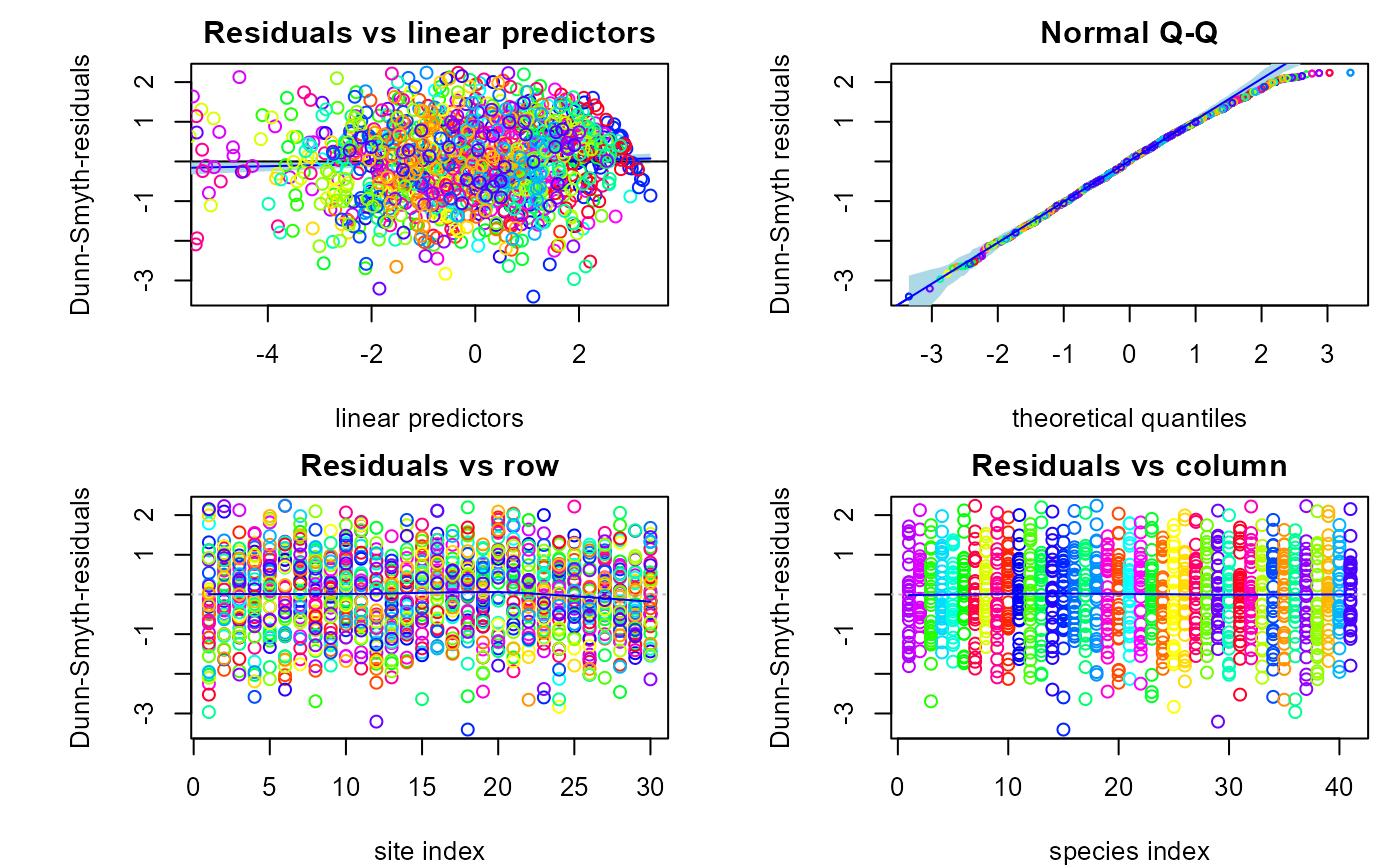 Residuals vs linear predictors
Dunn-Smyth-residuals
2
1
-1
-3
-4 -2 0 2
linear predictors
Normal Q-Q
Dunn-Smyth residuals
2
1
-1
-3
-3 -2 -1 0 1 2 3
theoretical quantiles
Residuals vs row
Dunn-Smyth-residuals
2
1
-1
-3
0 5 10 15 20 25 30
site index
Residuals vs column
Dunn-Smyth-residuals
2
1
-1
-3
0 10 20 30 40
species index